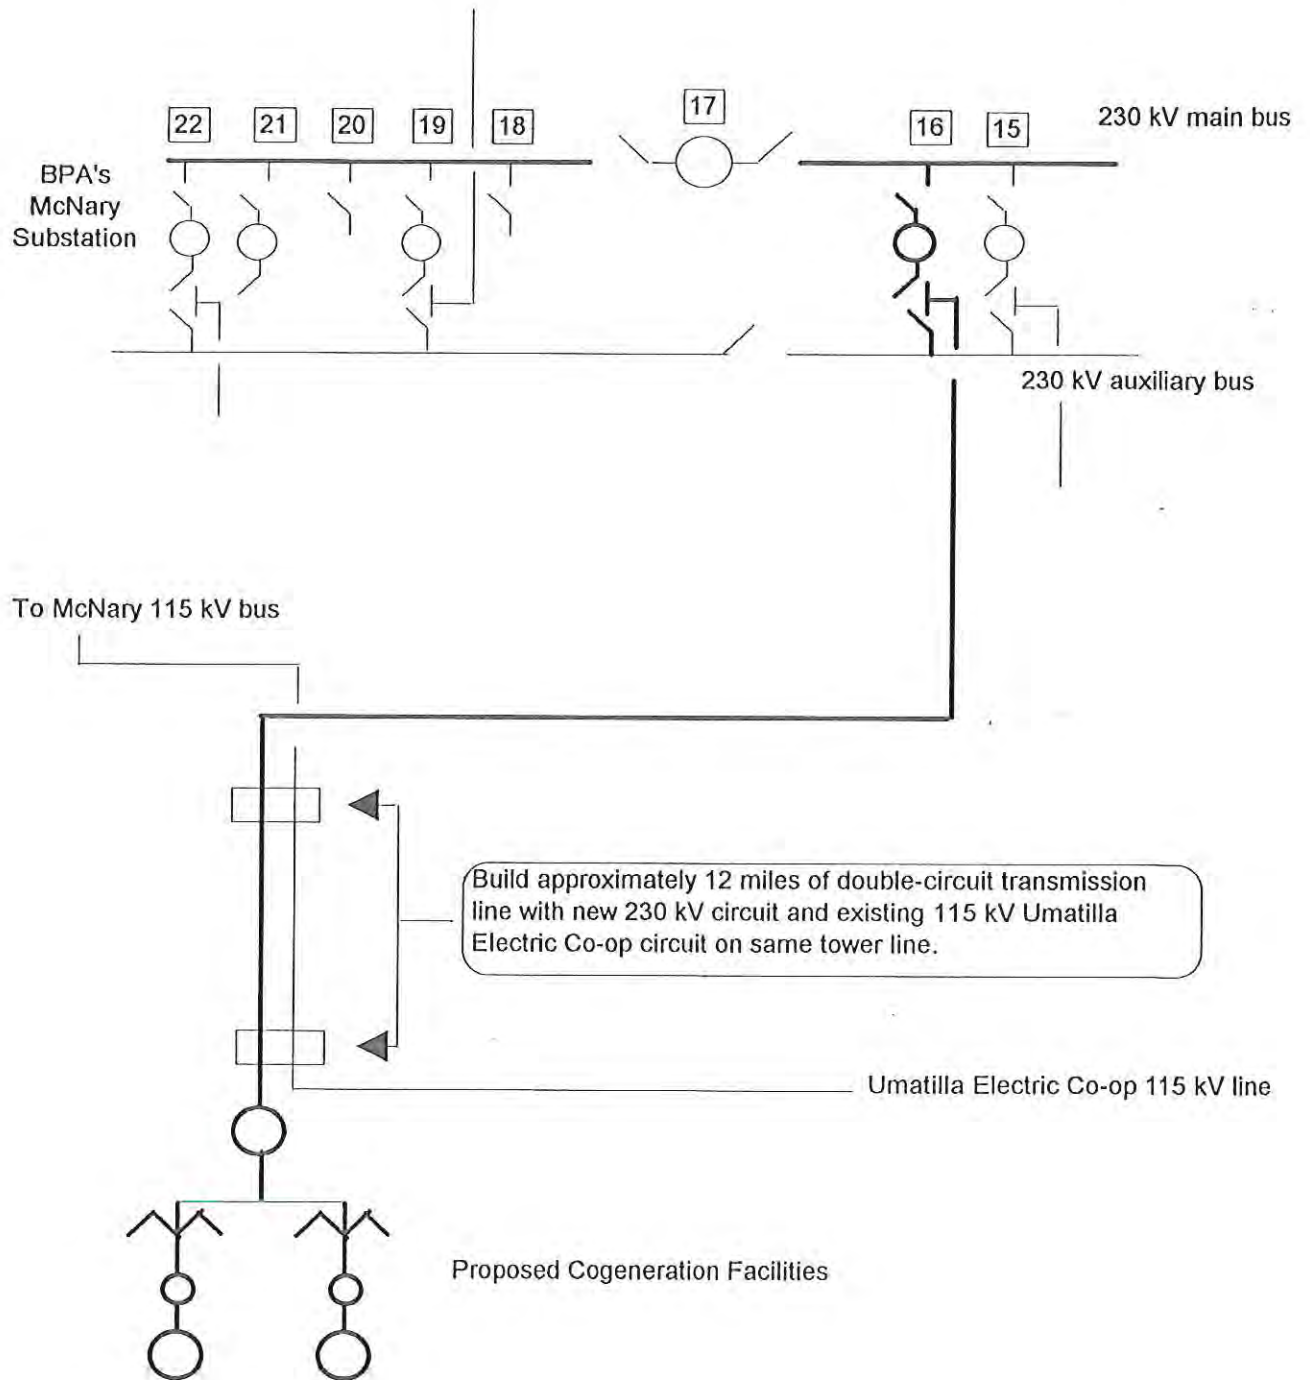 17
22
21
20
19
18
16
15
230 kV main bus
BPA's
McNary
Substation
230 kV auxiliary bus
To McNary 115 kV bus
Build approximately 12 miles of double-circuit transmission
line with new 230 kV circuit and existing 115 kV Umatilla
Electric Co-op circuit on same tower line.
Umatilla Electric Co-op 115 kV line
Proposed Cogeneration Facilities